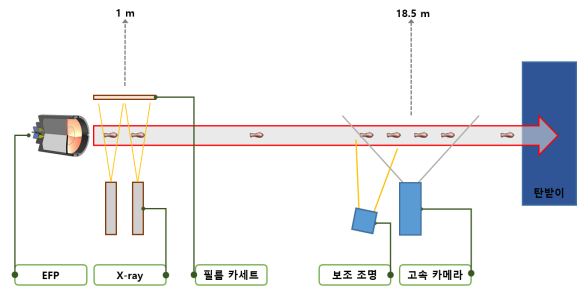 1 m
18.5 m
탄받이
EFP
X-ray
필름 카세트
보조 조명
고속 카메라